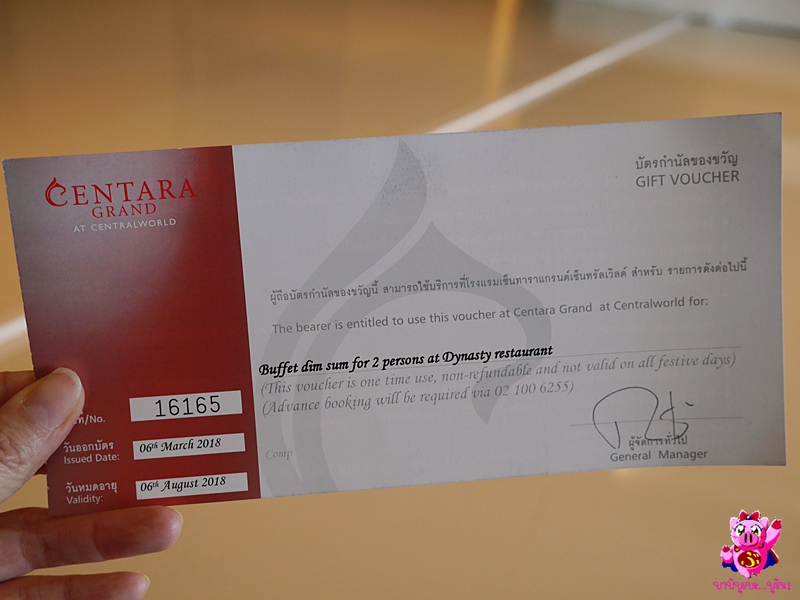 CENTARA
GRAND
AT CENTRALWORLD
บัตรกำนัลของขวัญ
GIFT VOUCHER
ผู้ถือบัตรกำนัลของขวัญนี้ สามารถใช้บริการที่โรงแรมเซ็นทาราแกรนด์เซ็นทรัลเวิลด์ สำหรับ รายการดังต่อไปนี้
The bearer is entitled to use this voucher at Centara Grand at Centralworld for:
Buffet dim sum for 2 persons at Dynasty restaurant
(This voucher is one time use, non-refundable and not valid on all festive days)
(Advance booking will be required via 02 100 6255)
Comp
ผู้จัดการทั่วไป
General Manager
ที่/No. 16165
วันออกบัตร
Issued Date: 06th March 2018
วันหมดอายุ
Validity: 06th August 2018